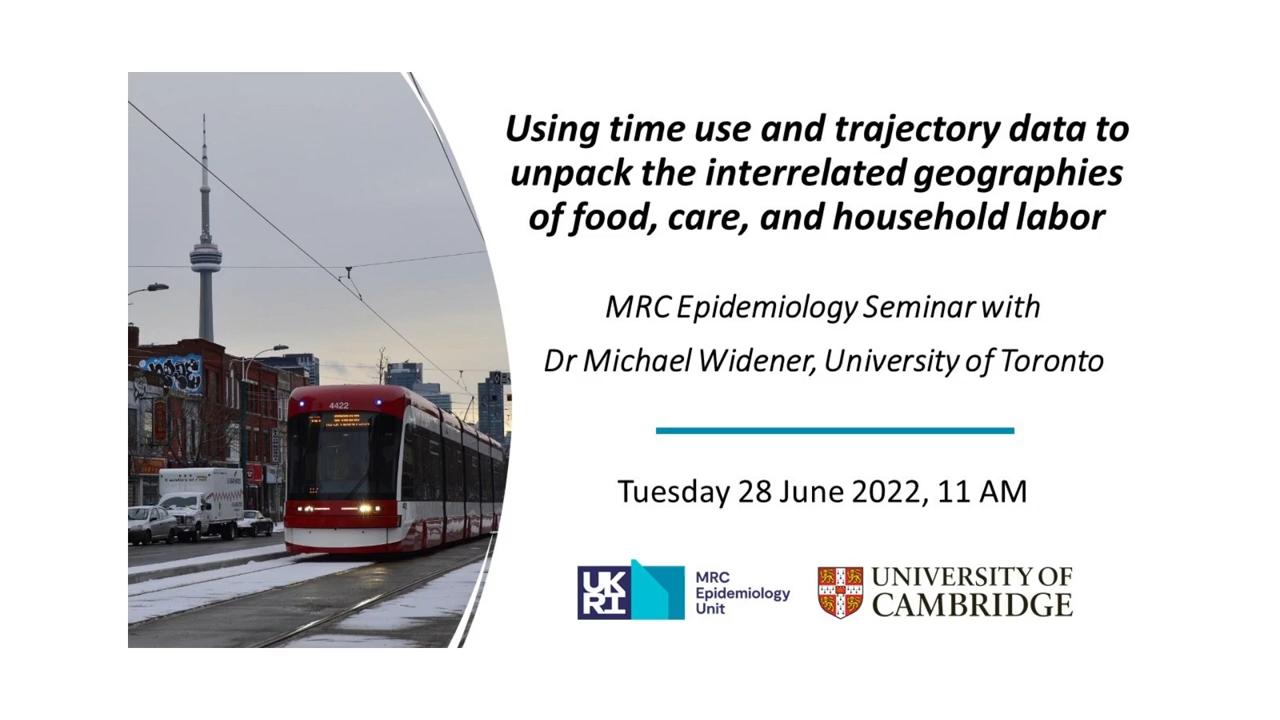 Using time use and trajectory data to
unpack the interrelated geographies
of food, care, and household labor
MRC Epidemiology Seminar with
Dr Michael Widener, University of Toronto
Tuesday 28 June 2022, 11 AM
4422
UK
RI
MRC
Epidemiology
Unit
UNIVERSITY OF
CAMBRIDGE